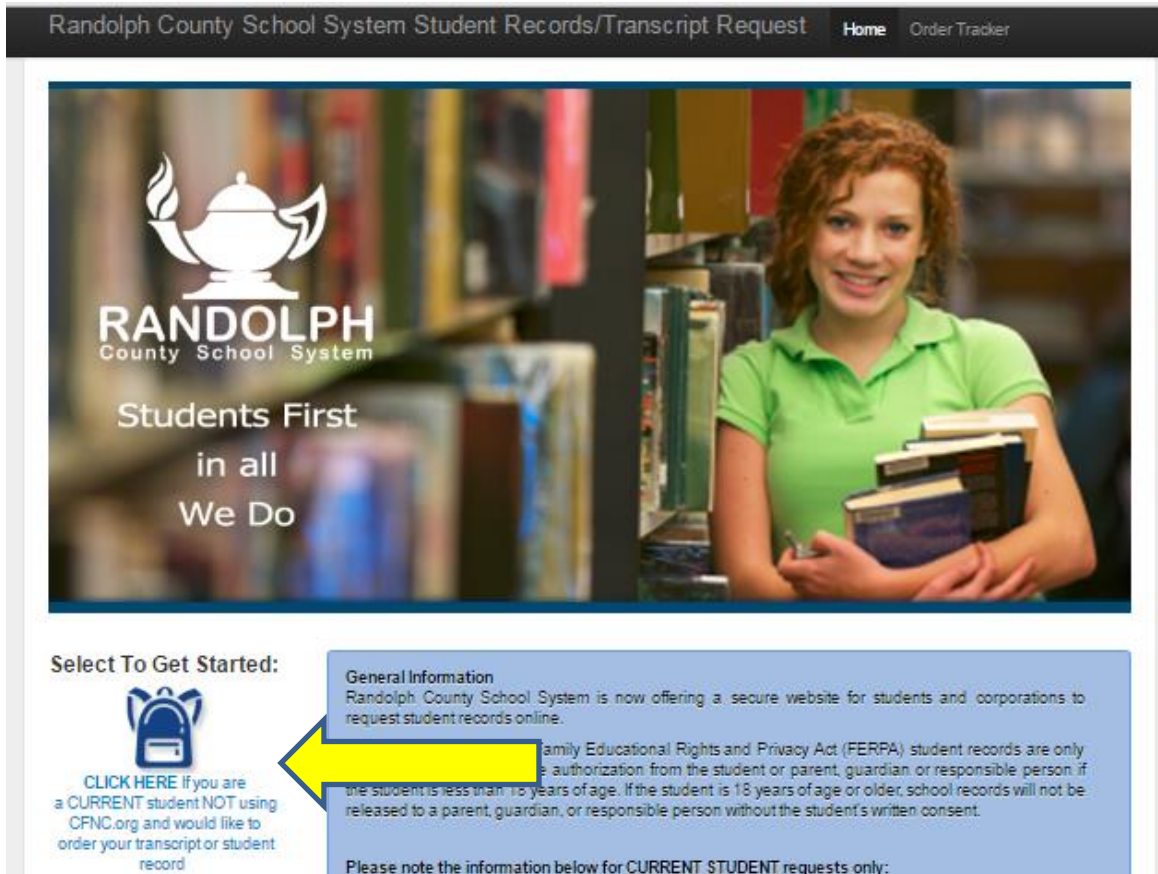 Randolph County School System Student Records/Transcript Request Home Order Tracker
RANDOLPH
County School System
Students First
in all
We Do
Select To Get Started:
CLICK HERE If you are
a CURRENT student NOT using
CFNC.org and would like to
order your transcript or student
record
General Information
Randolph County School System is now offering a secure website for students and corporations to
request student records online.
amily Educational Rights and Privacy Act (FERPA) student records are only
authorization from the student or parent, guardian or responsible person if
the student is less than 18 years of age. If the student is 18 years of age or older, school records will not be
released to a parent, guardian, or responsible person without the student's written consent.
Please note the information below for CURRENT STUDENT requests only: